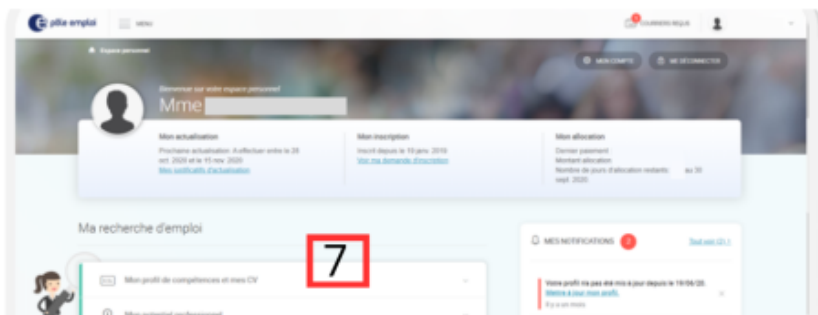 pôle emploi
MENU
COURRIERS REÇUS
Espace personnel
MON COMPTE
ME DÉCONNECTER
Bienvenue sur votre espace personnel
Mme
Mon actualisation
Prochaine actualisation: A effectuer entre le 28
oct. 2020 et le 15 nov. 2020
Mes justificatifs d'actualisation
Mon inscription
Inscrit depuis le 10 janv. 2019
Voir ma demande d'inscription
Mon allocation
Dernier paiement
Montant allocation
Nombre de jours d'allocation restants: au 30
sept. 2020
Ma recherche d'emploi
7
Mon profil de compétences et mes CV
Mon potentiel professionnel
MES NOTIFICATIONS 2
Tout voir (2)
Votre profil n'a pas été mis à jour depuis le 19/06/20.
Mettre à jour mon profil.
Il y a un mois